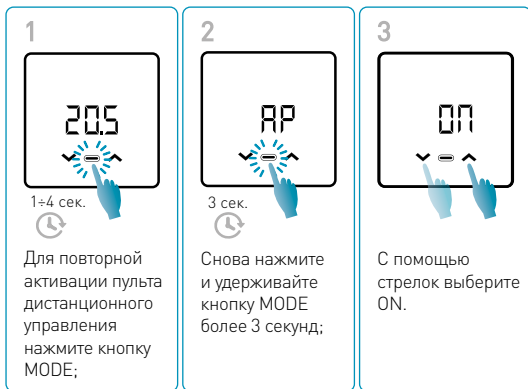 1
20.5
1÷4 сек.
Для повторной
активации пульта
дистанционного
управления
нажмите кнопку
MODE;
2
AP
3 сек.
Снова нажмите
и удерживайте
кнопку MODE
более 3 секунд;
3
ON
С помощью
стрелок выберите
ON.